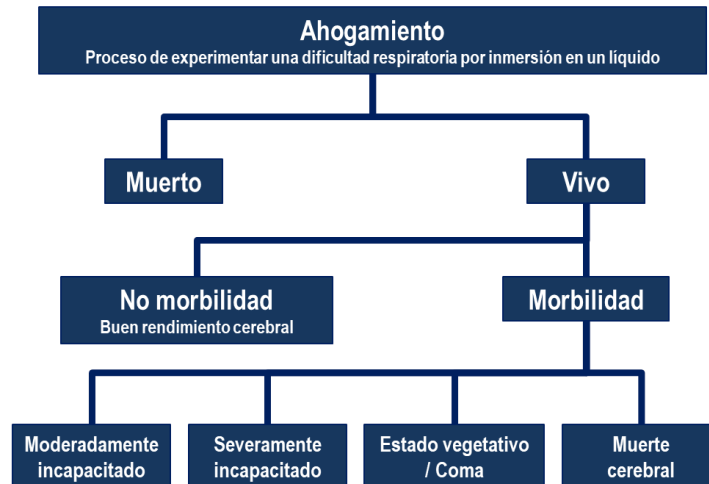 Ahogamiento
Proceso de experimentar una dificultad respiratoria por inmersión en un líquido
Muerto
Vivo
No morbilidad
Buen rendimiento cerebral
Morbilidad
Moderadamente
incapacitado
Severamente
incapacitado
Estado vegetativo
/ Coma
Muerte
cerebral